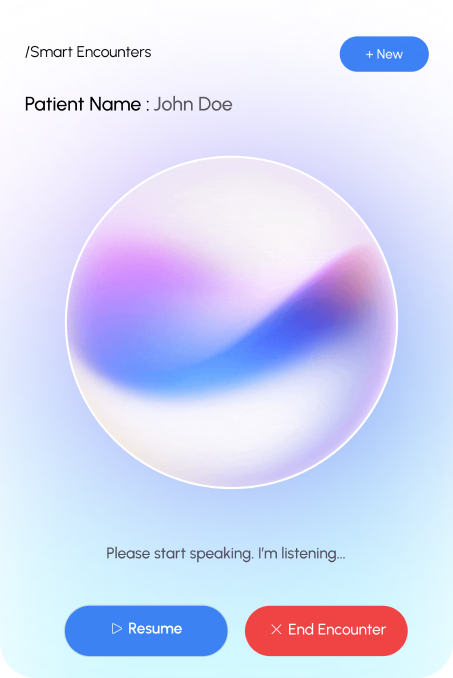 /Smart Encounters
+ New
Patient Name : John Doe
Please start speaking. I'm listening...
Resume
End Encounter